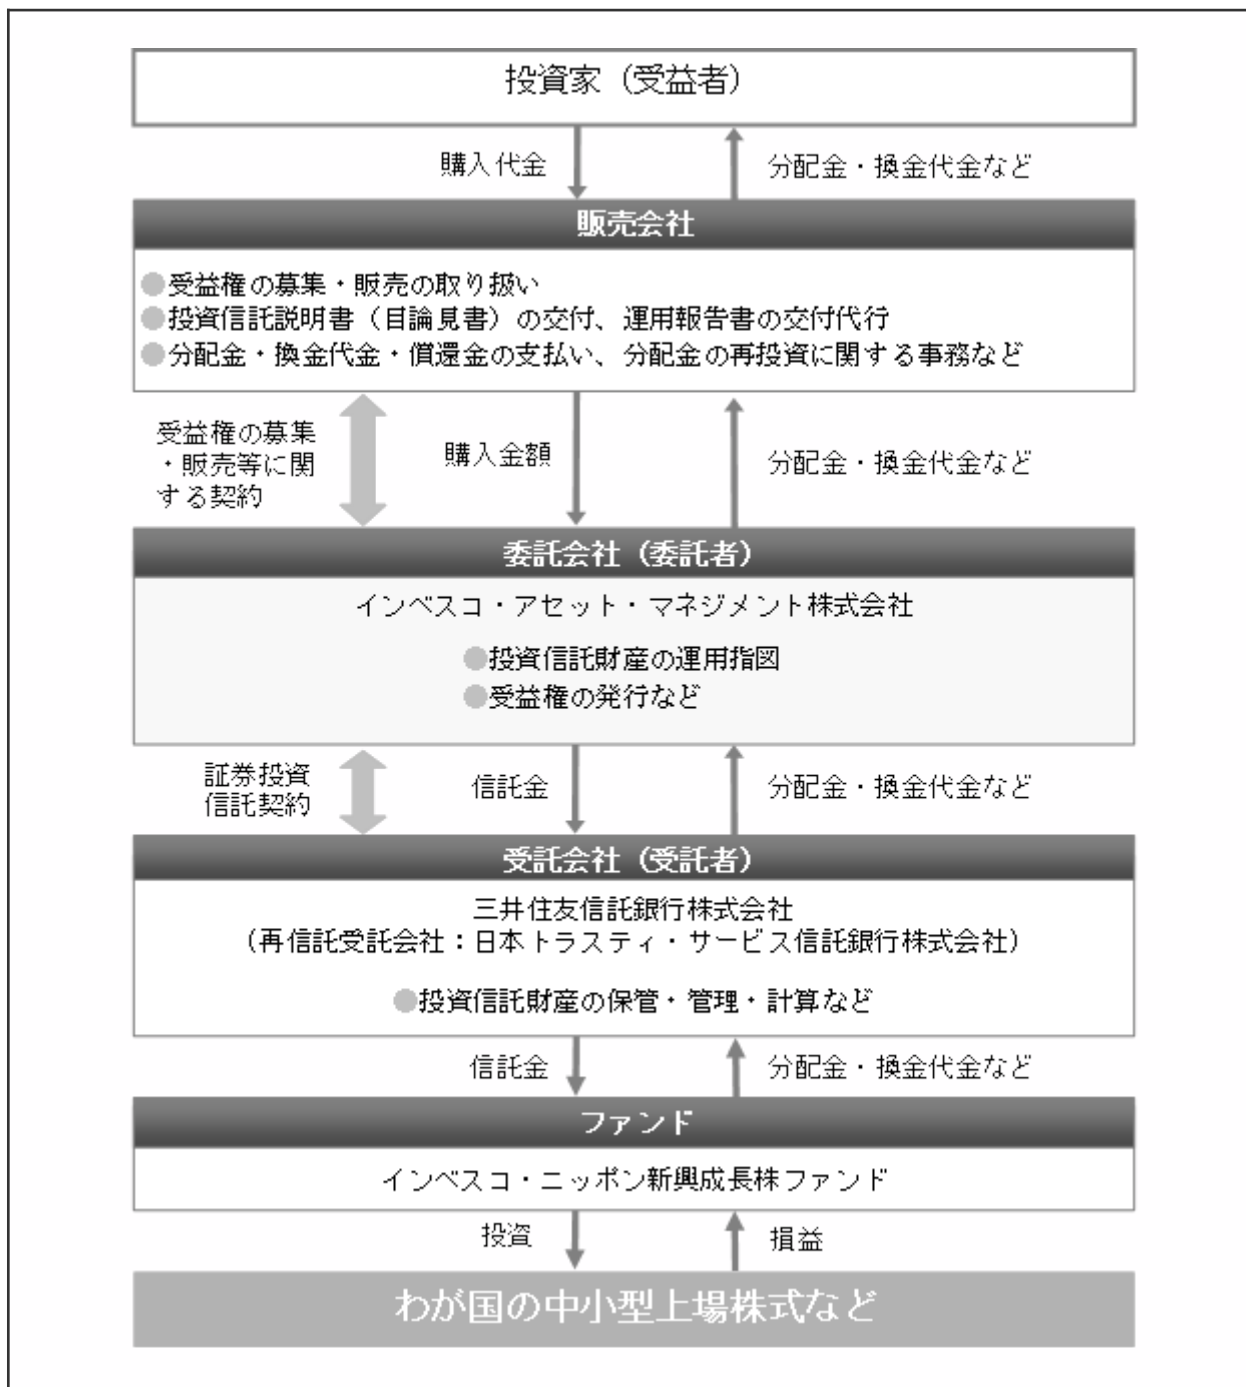 投資家（受益者）
購入代金
分配金・換金代金など
販売会社
●受益権の募集・販売の取り扱い
●投資信託説明書（目論見書）の交付、運用報告書の交付代行
●分配金・換金代金・償還金の支払い、分配金の再投資に関する事務など
受益権の募集
・販売等に関
する契約
購入金額
分配金・換金代金など
委託会社（委託者）
インベスコ・アセット・マネジメント株式会社
●投資信託財産の運用指図
●受益権の発行など
証券投資
信託契約
信託金
分配金・換金代金など
受託会社（受託者）
三井住友信託銀行株式会社
（再信託受託会社：日本トラスティ・サービス信託銀行株式会社）
●投資信託財産の保管・管理・計算など
信託金
分配金・換金代金など
ファンド
インベスコ・ニッポン新興成長株ファンド
投資
損益
わが国の中小型上場株式など